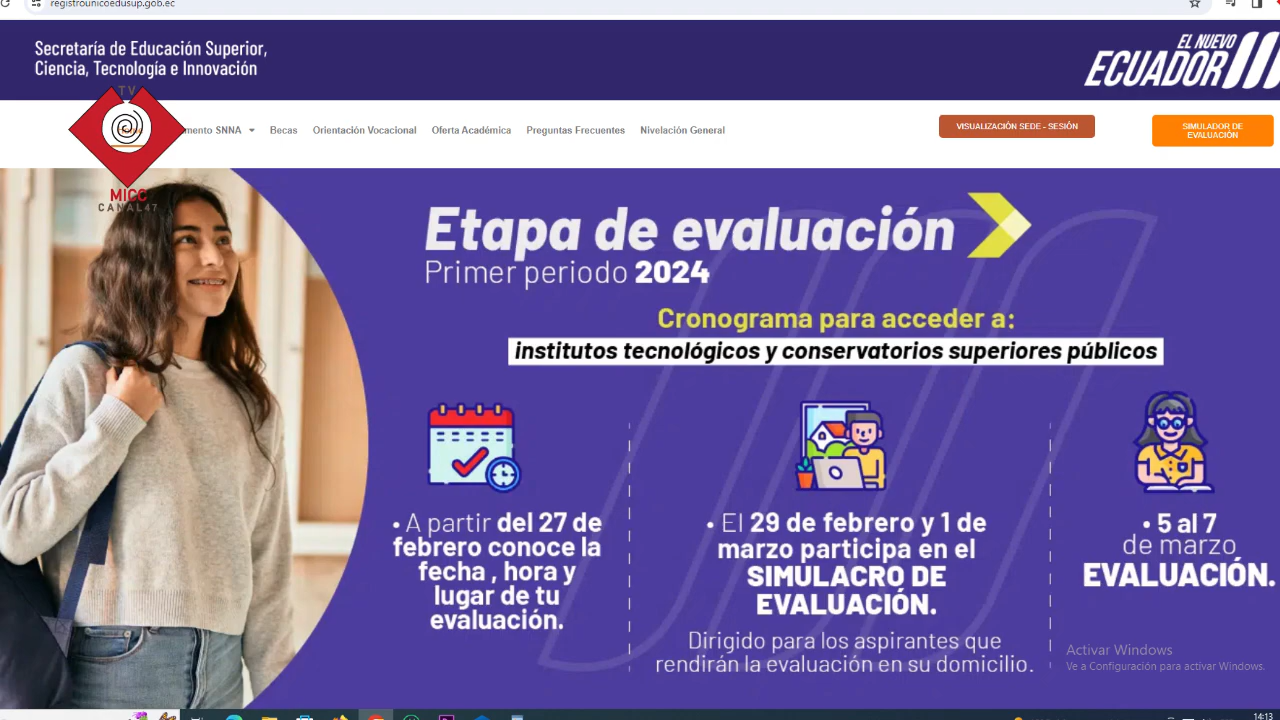 registrounicoedusup.gob.ec
Secretaría de Educación Superior,
Ciencia, Tecnología e Innovación
EL NUEVO
ECUADOR
TV
MICC
CANAL47
mento SNNA
Becas
Orientación Vocacional
Oferta Académica
Preguntas Frecuentes
Nivelación General
VISUALIZACIÓN SEDE - SESIÓN
SIMULADOR DE
EVALUACIÓN
Etapa de evaluación
Primer periodo 2024
Cronograma para acceder a:
institutos tecnológicos y conservatorios superiores públicos
• A partir del 27 de
febrero conoce la
fecha , hora y
lugar de tu
evaluación.
• El 29 de febrero y 1 de
marzo participa en el
SIMULACRO DE
EVALUACIÓN.
Dirigido para los aspirantes que
rendirán la evaluación en su domicilio.
• 5 al 7
de marzo
EVALUACIÓN.
Activar Windows
Ve a Configuración para activar Windows.
14:13